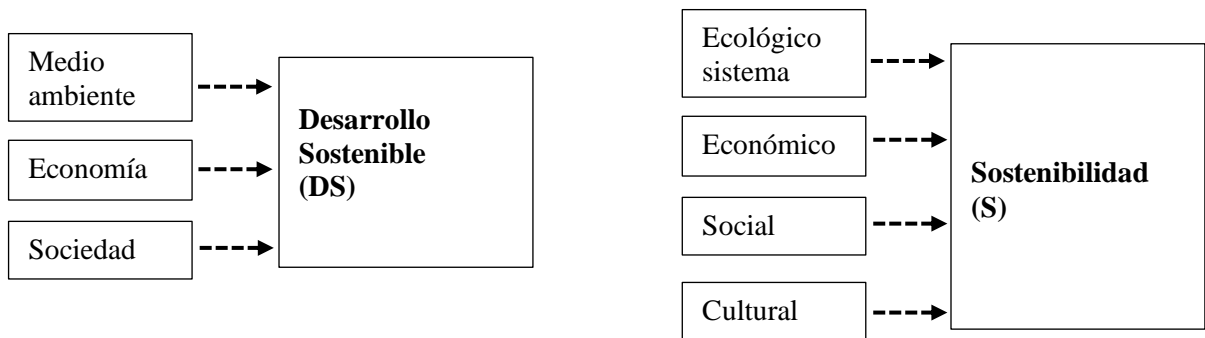 Medio
ambiente
Economía
Sociedad
Desarrollo
Sostenible
(DS)
Ecológico
sistema
Económico
Social
Cultural
Sostenibilidad
(S)